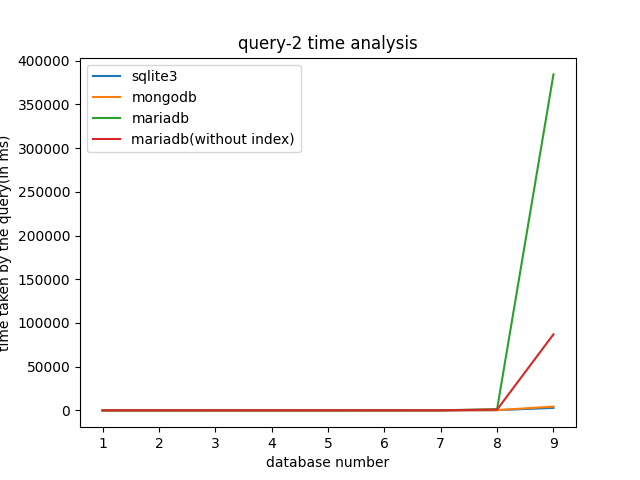 query-2 time analysis
sqlite3
mongodb
mariadb
mariadb(without index)
time taken by the query(in ms)
400000
350000
300000
250000
200000
150000
100000
50000
0
1 2 3 4 5 6 7 8 9
database number